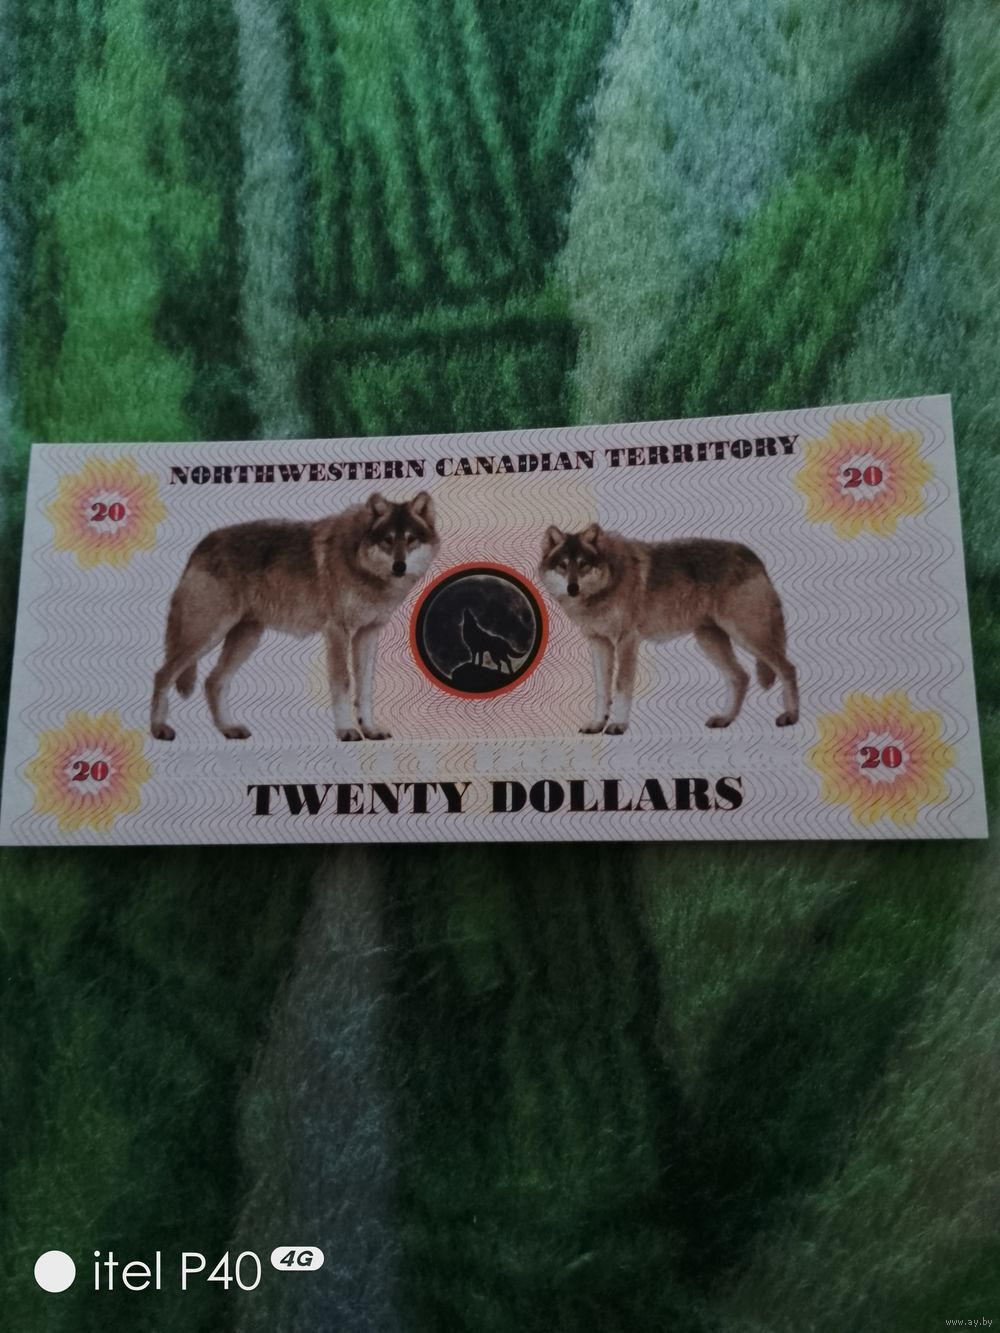 NORTHWESTERN CANADIAN TERRITORY
20
20
20
20
TWENTY DOLLARS
itel P40 4G
www.ay.by